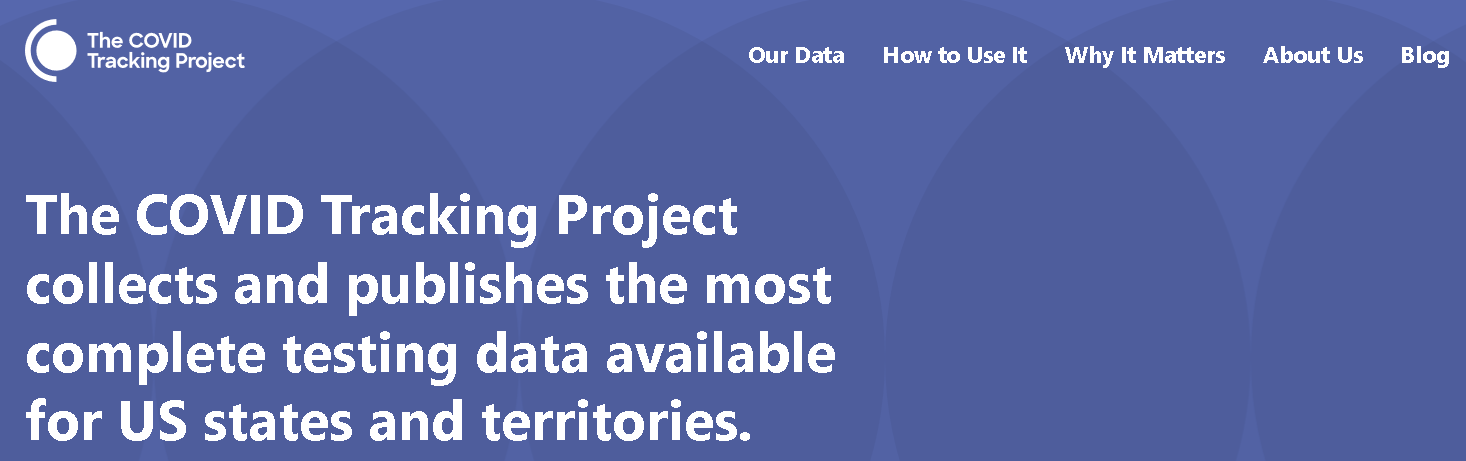 The COVID
Tracking Project
Our Data How to Use It Why It Matters About Us Blog
The COVID Tracking Project
collects and publishes the most
complete testing data available
for US states and territories.